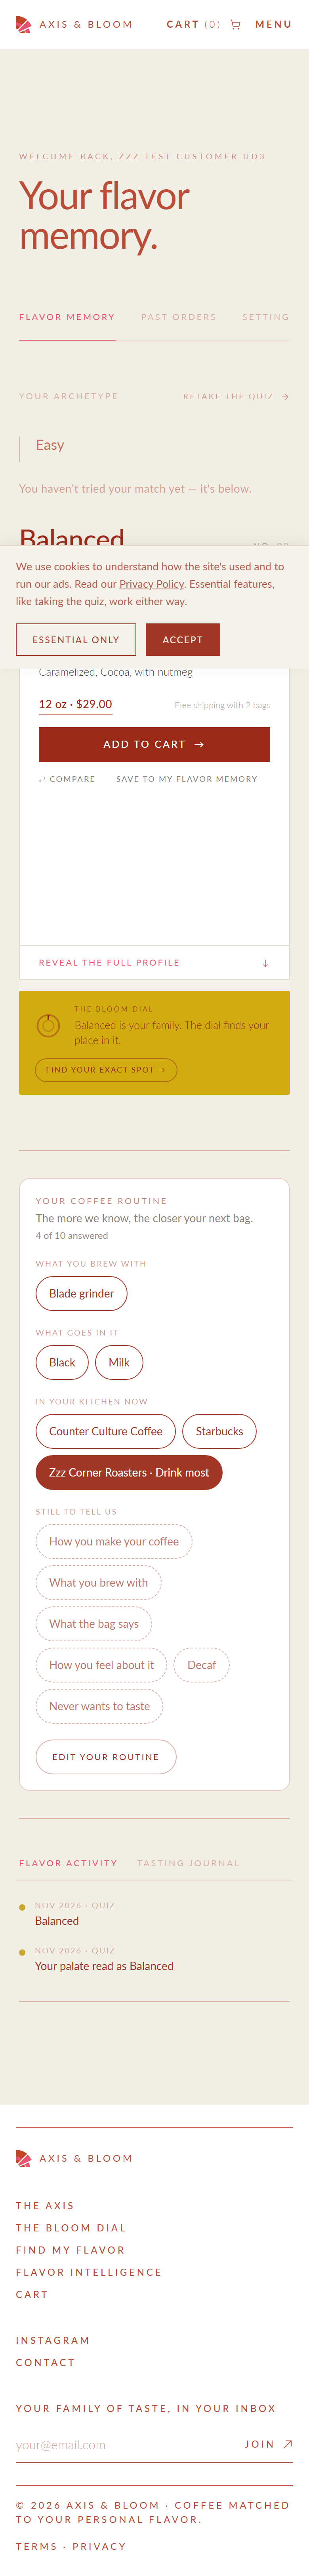 AXIS & BLOOM
CART (0)
MENU
WELCOME BACK, ZZZ TEST CUSTOMER UD3
Your flavor
memory.
FLAVOR MEMORY
PAST ORDERS
SETTING
YOUR ARCHETYPE
RETAKE THE QUIZ →
Easy
You haven't tried your match yet — it's below.
Balanced
We use cookies to understand how the site's used and to
run our ads. Read our Privacy Policy. Essential features,
like taking the quiz, work either way.
ESSENTIAL ONLY
ACCEPT
Caramelized, Cocoa, with nutmeg
12 oz · $29.00
Free shipping with 2 bags
ADD TO CART →
⇄ COMPARE
SAVE TO MY FLAVOR MEMORY
REVEAL THE FULL PROFILE ↓
THE BLOOM DIAL
Balanced is your family. The dial finds your
place in it.
FIND YOUR EXACT SPOT →
YOUR COFFEE ROUTINE
The more we know, the closer your next bag.
4 of 10 answered
WHAT YOU BREW WITH
Blade grinder
WHAT GOES IN IT
Black
Milk
IN YOUR KITCHEN NOW
Counter Culture Coffee
Starbucks
Zzz Corner Roasters · Drink most
STILL TO TELL US
How you make your coffee
What you brew with
What the bag says
How you feel about it
Decaf
Never wants to taste
EDIT YOUR ROUTINE
FLAVOR ACTIVITY
TASTING JOURNAL
NOV 2026 · QUIZ
Balanced
NOV 2026 · QUIZ
Your palate read as Balanced
AXIS & BLOOM
THE AXIS
THE BLOOM DIAL
FIND MY FLAVOR
FLAVOR INTELLIGENCE
CART
INSTAGRAM
CONTACT
YOUR FAMILY OF TASTE, IN YOUR INBOX
your@email.com
JOIN
© 2026 AXIS & BLOOM · COFFEE MATCHED
TO YOUR PERSONAL FLAVOR.
TERMS · PRIVACY